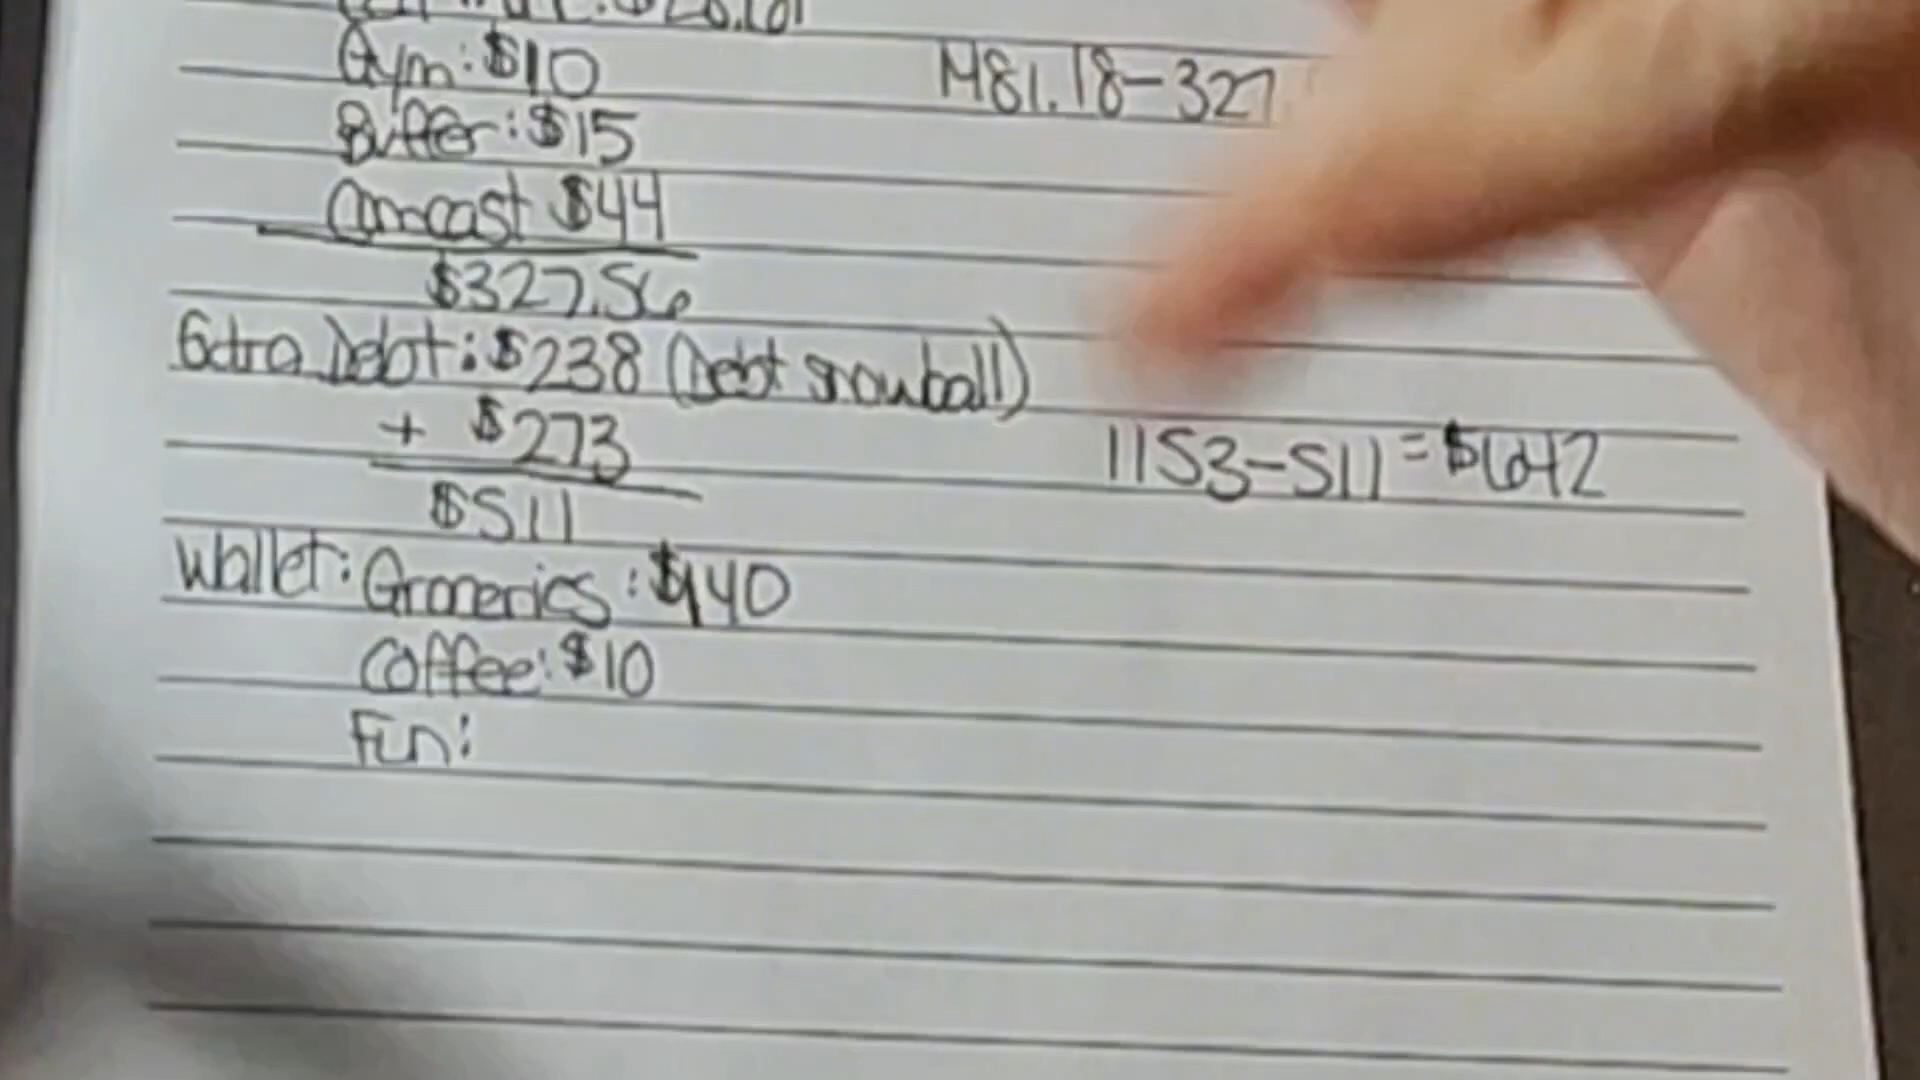 Gym: $10
1481.18-327.
Buffer: $15
Comcast $44
$327.56
Extra Debt: $238 (Debt snowball)
+ $273
1153-511 = $642
$511
Wallet: Groceries: $140
Coffee: $10
Fun: